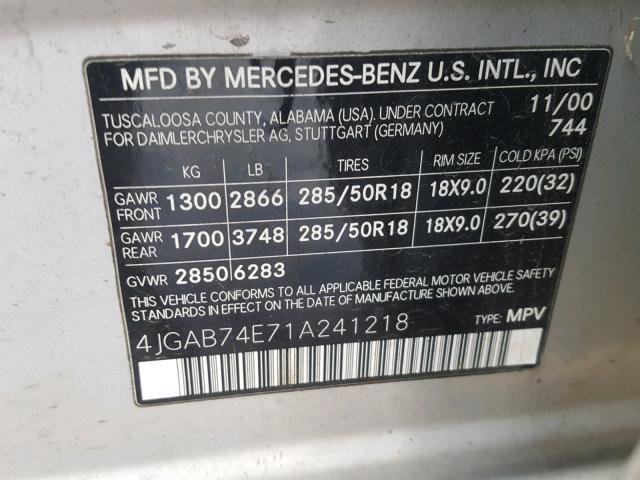 MFD BY MERCEDES-BENZ U.S. INTL., INC
TUSCALOOSA COUNTY, ALABAMA (USA). UNDER CONTRACT 11/00
FOR DAIMLERCHRYSLER AG, STUTTGART (GERMANY) 744
KG LB TIRES RIM SIZE COLD KPA (PSI)
GAWR FRONT 1300 2866 285/50R18 18X9.0 220(32)
GAWR REAR 1700 3748 285/50R18 18X9.0 270(39)
GVWR 2850 6283
THIS VEHICLE CONFORMS TO ALL APPLICABLE FEDERAL MOTOR VEHICLE SAFETY
STANDARDS IN EFFECT ON THE DATE OF MANUFACTURE SHOWN ABOVE.
4JGAB74E71A241218 TYPE: MPV